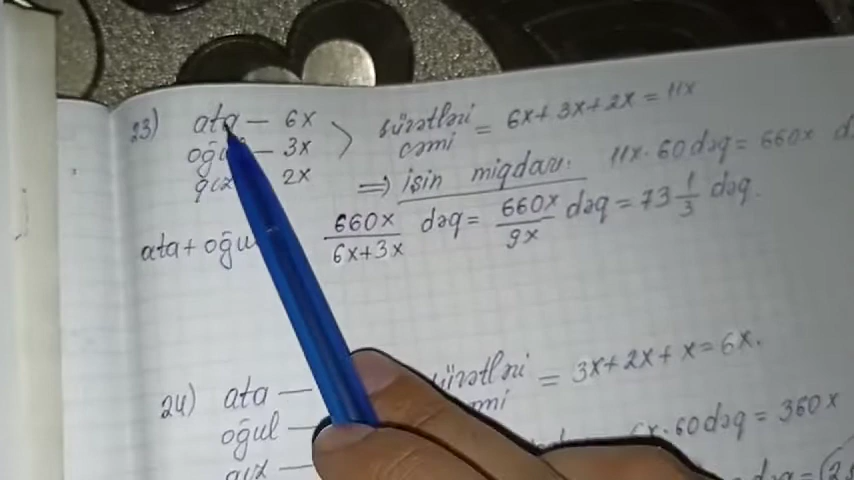 23) ata — 6x
oğul — 3x
qız 2x
sürətləri cəmi = 6x + 3x + 2x = 11x
=> işin miqdarı: 11x · 60 dəq = 660x
ata + oğul 660x/(6x+3x) dəq = 660x/9x dəq = 73 1/3 dəq.
24) ata —
oğul —
qız —
sürətləri = 3x + 2x + x = 6x.
6x · 60 dəq = 360x